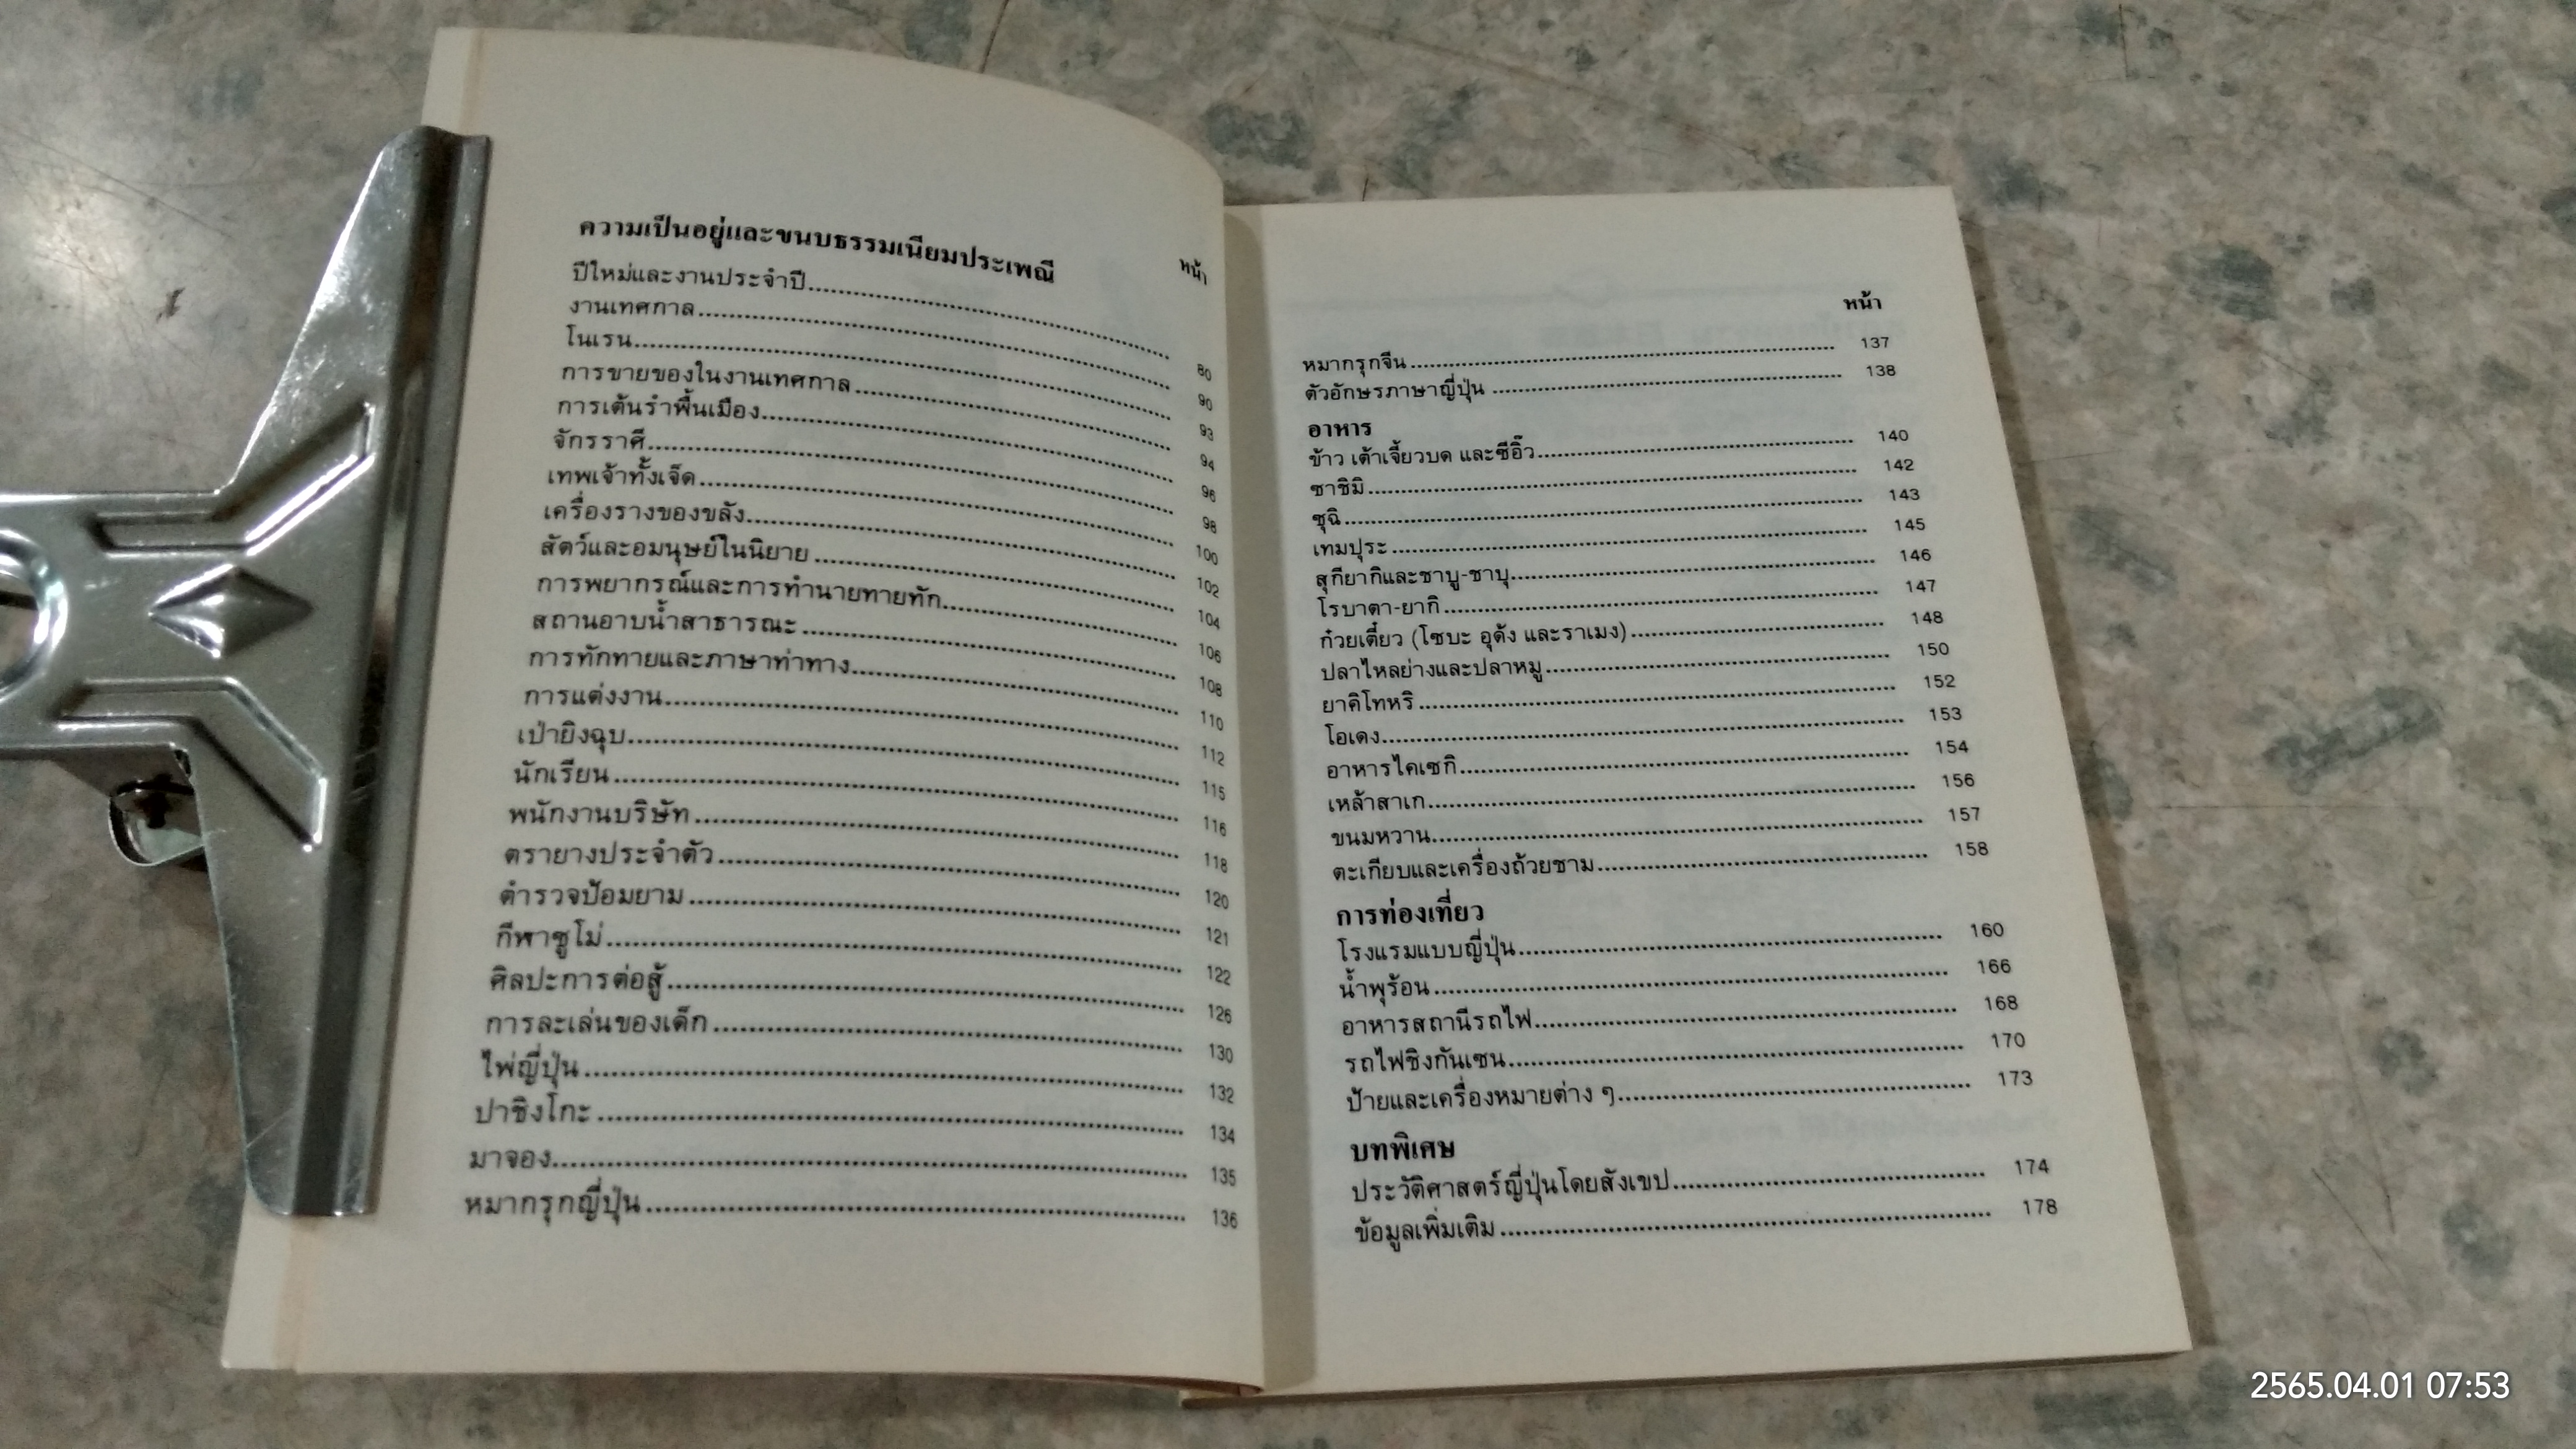 ความเป็นอยู่และขนบธรรมเนียมประเพณี
หน้า
ปีใหม่และงานประจำปี 80
งานเทศกาล 90
โนเรน 93
การขายของในงานเทศกาล 94
การเต้นรำพื้นเมือง 96
จักรราศี 98
เทพเจ้าทั้งเจ็ด 100
เครื่องรางของขลัง 102
สัตว์และอมนุษย์ในนิยาย 104
การพยากรณ์และการทำนายทายทัก 106
สถานอาบน้ำสาธารณะ 108
การทักทายและภาษาท่าทาง 110
การแต่งงาน 112
เป่ายิงฉุบ 115
นักเรียน 116
พนักงานบริษัท 118
ตรายางประจำตัว 120
ตำรวจป้อมยาม 121
กีฬาซูโม่ 122
ศิลปะการต่อสู้ 126
การละเล่นของเด็ก 130
ไพ่ญี่ปุ่น 132
ปาชิงโกะ 134
มาจอง 135
หมากรุกญี่ปุ่น 136
หน้า
หมากรุกจีน 137
ตัวอักษรภาษาญี่ปุ่น 138
อาหาร
ข้าว เต้าเจี้ยวบด และซีอิ๊ว 140
ซาชิมิ 142
ซุฉิ 143
เทมปุระ 145
สุกียากิและชาบู-ชาบุ 146
โรบาตา-ยากิ 147
ก๋วยเตี๋ยว (โซบะ อุด้ง และราเมง) 148
ปลาไหลย่างและปลาหมู 150
ยาคิโทหริ 152
โอเดง 153
อาหารไคเซกิ 154
เหล้าสาเก 156
ขนมหวาน 157
ตะเกียบและเครื่องถ้วยชาม 158
การท่องเที่ยว
โรงแรมแบบญี่ปุ่น 160
น้ำพุร้อน 166
อาหารสถานีรถไฟ 168
รถไฟชิงกันเซน 170
ป้ายและเครื่องหมายต่าง ๆ 173
บทพิเศษ
ประวัติศาสตร์ญี่ปุ่นโดยสังเขป 174
ข้อมูลเพิ่มเติม 178
2565.04.01 07:53